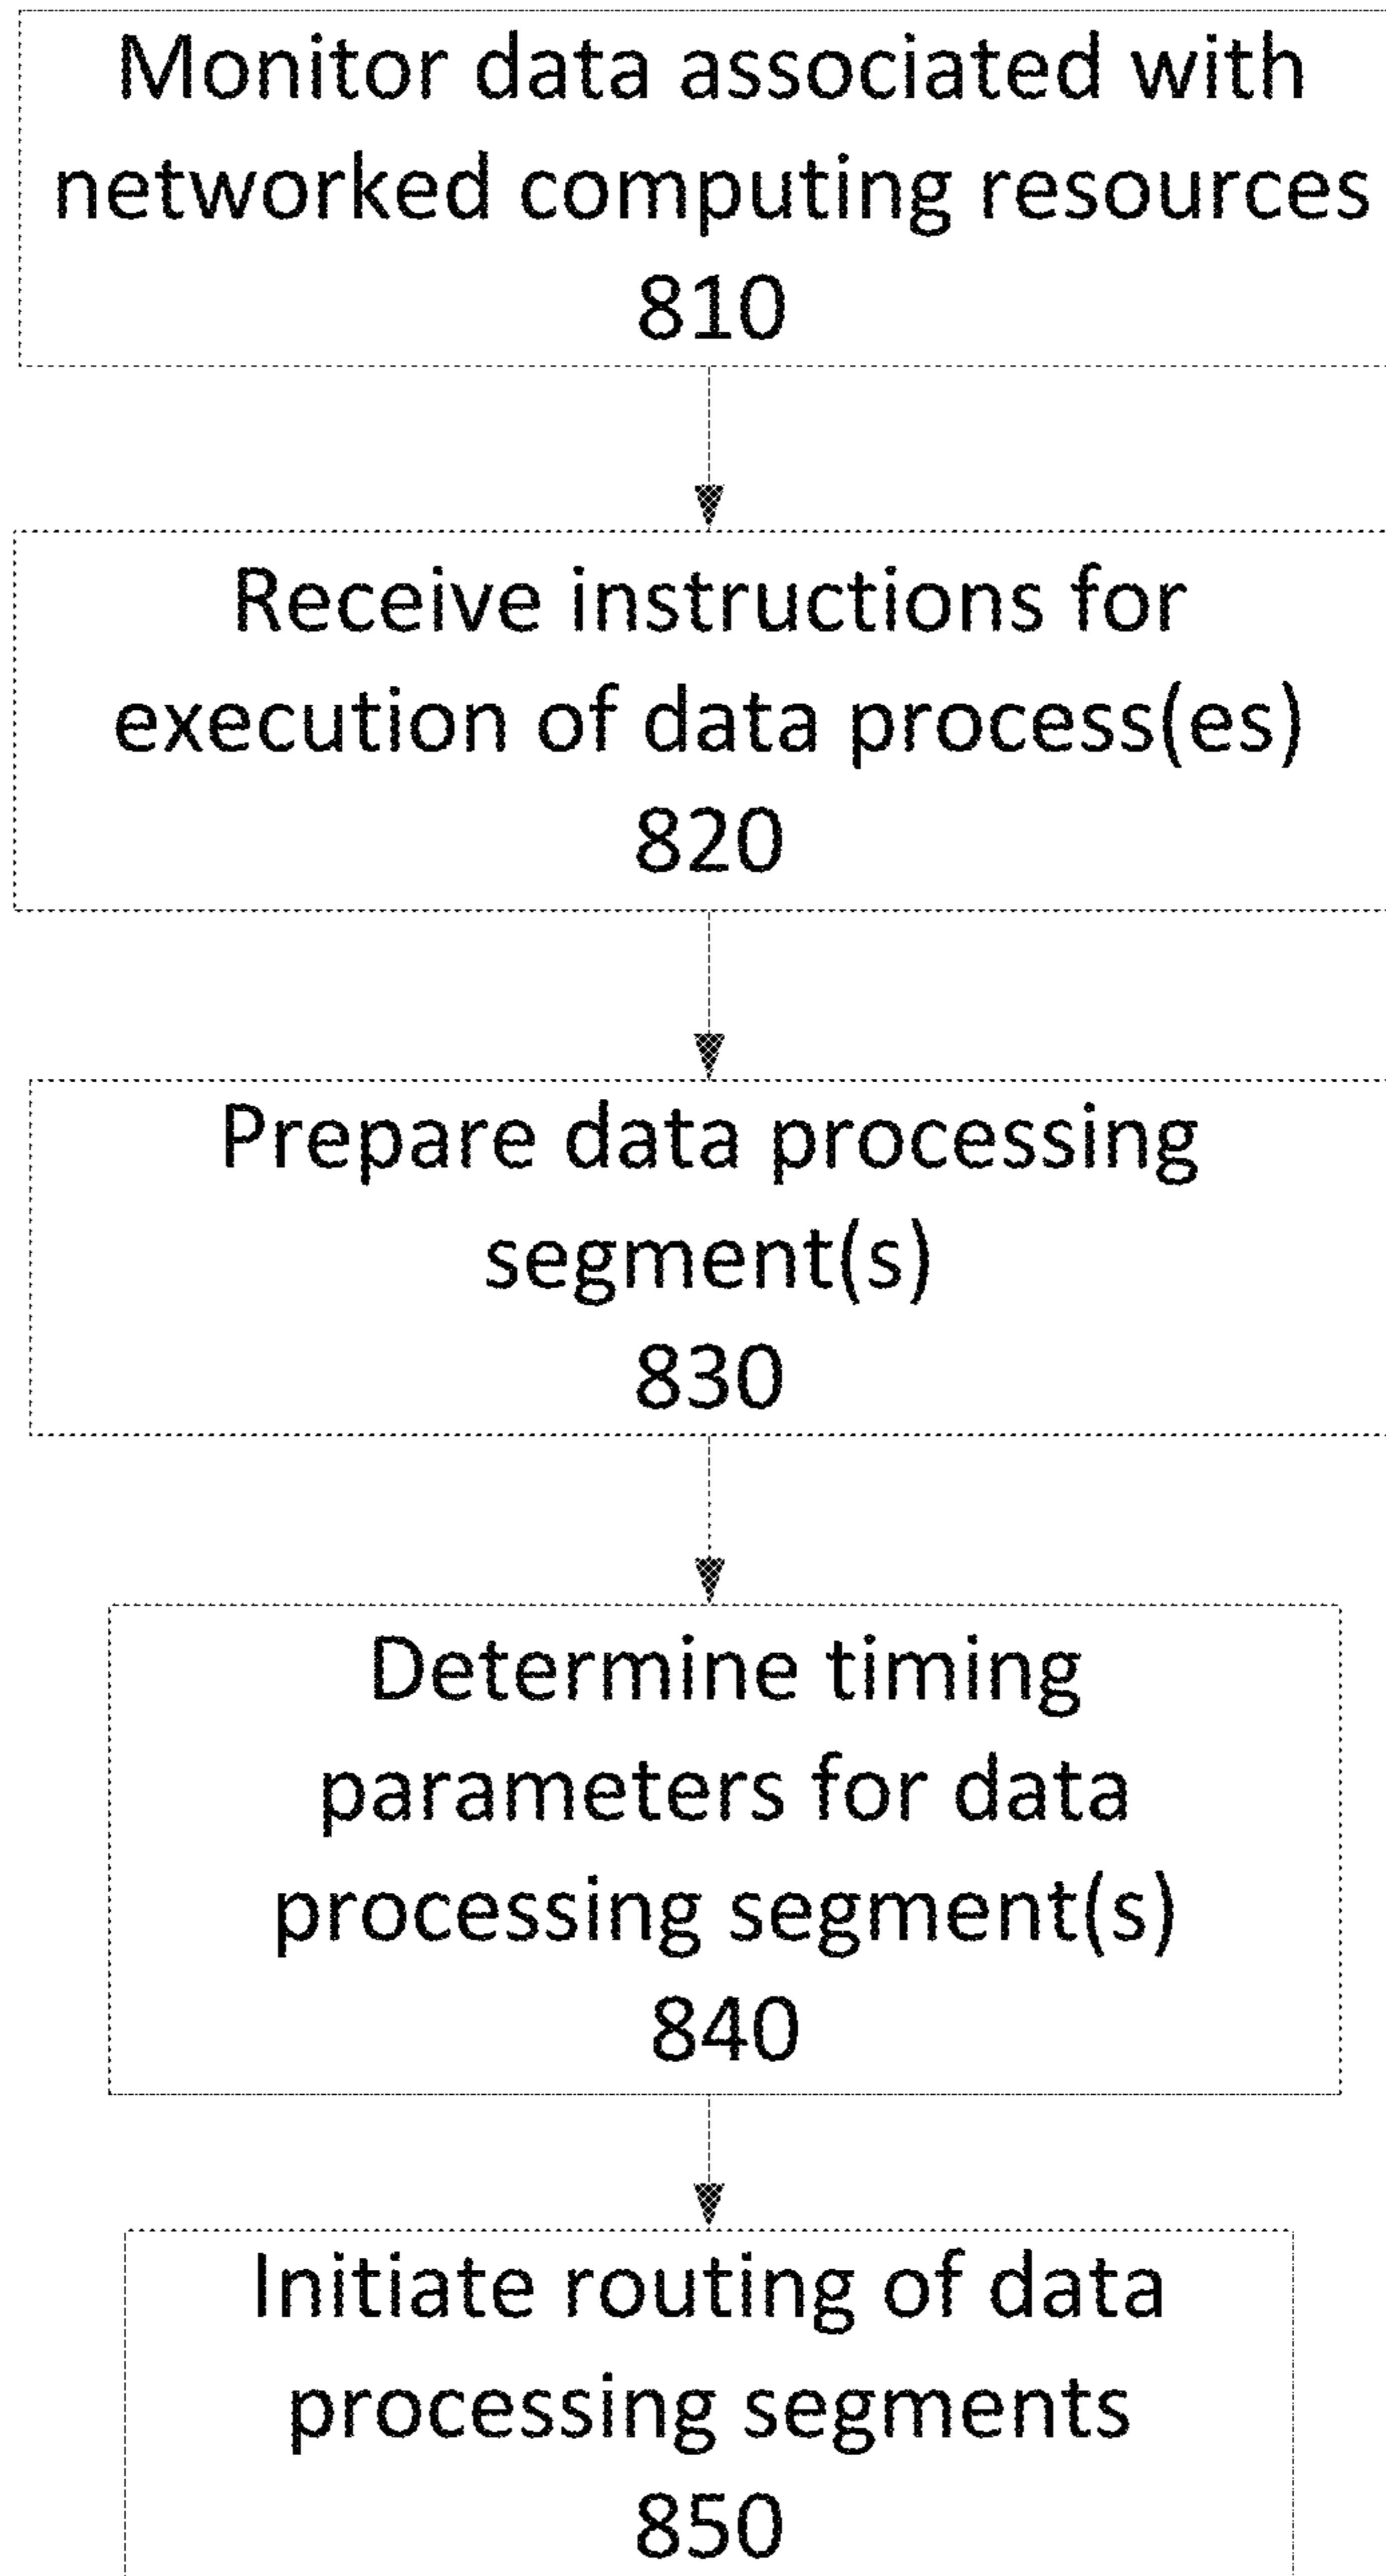 Monitor data associated with
networked computing resources
810
Receive instructions for
execution of data process(es)
820
Prepare data processing
segment(s)
830
Determine timing
parameters for data
processing segment(s)
840
Initiate routing of data
processing segments
850